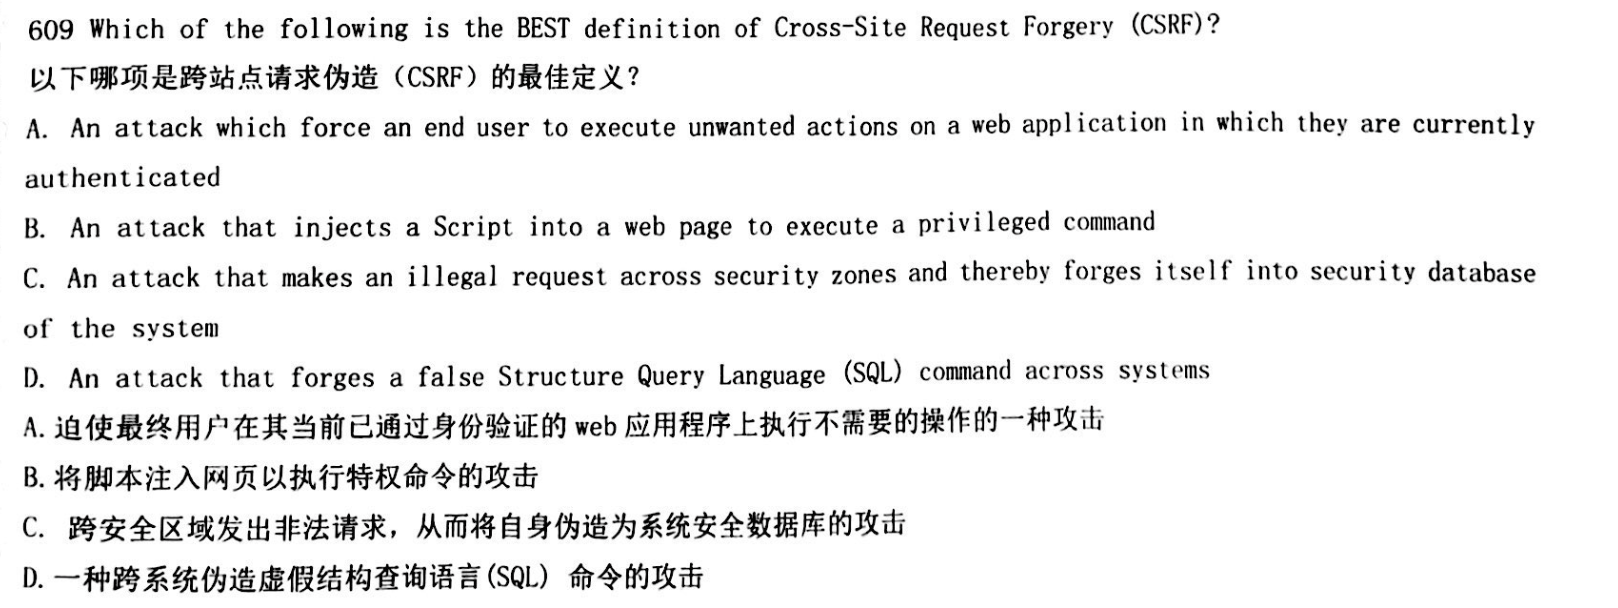 609 Which of the following is the BEST definition of Cross-Site Request Forgery (CSRF)?
以下哪项是跨站点请求伪造（CSRF）的最佳定义？
A. An attack which force an end user to execute unwanted actions on a web application in which they are currently
authenticated
B. An attack that injects a Script into a web page to execute a privileged command
C. An attack that makes an illegal request across security zones and thereby forges itself into security database
of the system
D. An attack that forges a false Structure Query Language (SQL) command across systems
A. 迫使最终用户在其当前已通过身份验证的 web 应用程序上执行不需要的操作的一种攻击
B. 将脚本注入网页以执行特权命令的攻击
C. 跨安全区域发出非法请求，从而将自身伪造为系统安全数据库的攻击
D. 一种跨系统伪造虚假结构查询语言(SQL) 命令的攻击